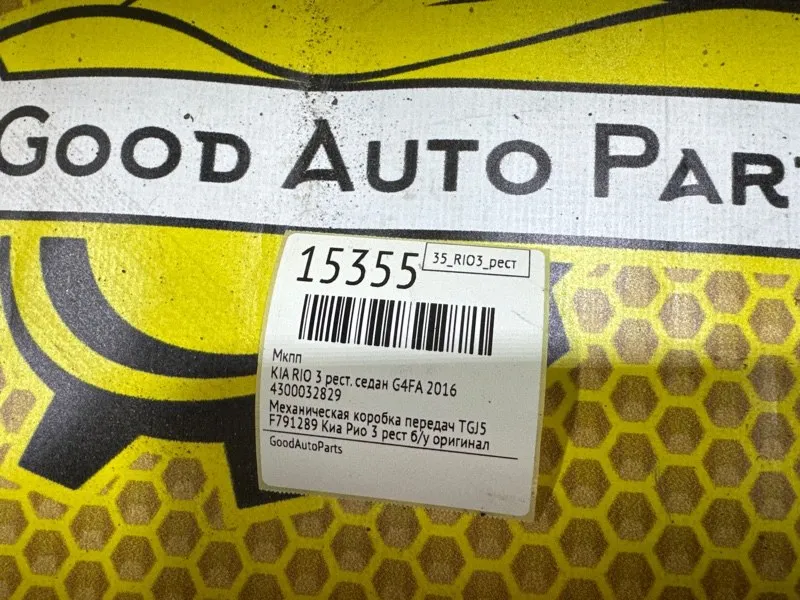 GOOD AUTO PART
15355
35_RIO3_рест
Мкпп
KIA RIO 3 рест. седан G4FA 2016
4300032829
Механическая коробка передач TGJ5
F791289 Киа Рио 3 рест б/у оригинал
GoodAutoParts